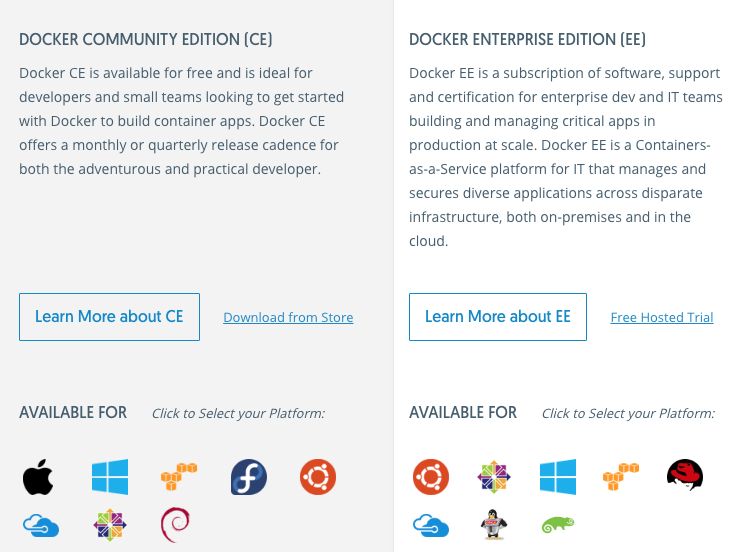 DOCKER COMMUNITY EDITION (CE)
Docker CE is available for free and is ideal for
developers and small teams looking to get started
with Docker to build container apps. Docker CE
offers a monthly or quarterly release cadence for
both the adventurous and practical developer.
Learn More about CE
Download from Store
AVAILABLE FOR
Click to Select your Platform:
DOCKER ENTERPRISE EDITION (EE)
Docker EE is a subscription of software, support
and certification for enterprise dev and IT teams
building and managing critical apps in
production at scale. Docker EE is a Containers-
as-a-Service platform for IT that manages and
secures diverse applications across disparate
infrastructure, both on-premises and in the
cloud.
Learn More about EE
Free Hosted Trial
AVAILABLE FOR
Click to Select your Platform: